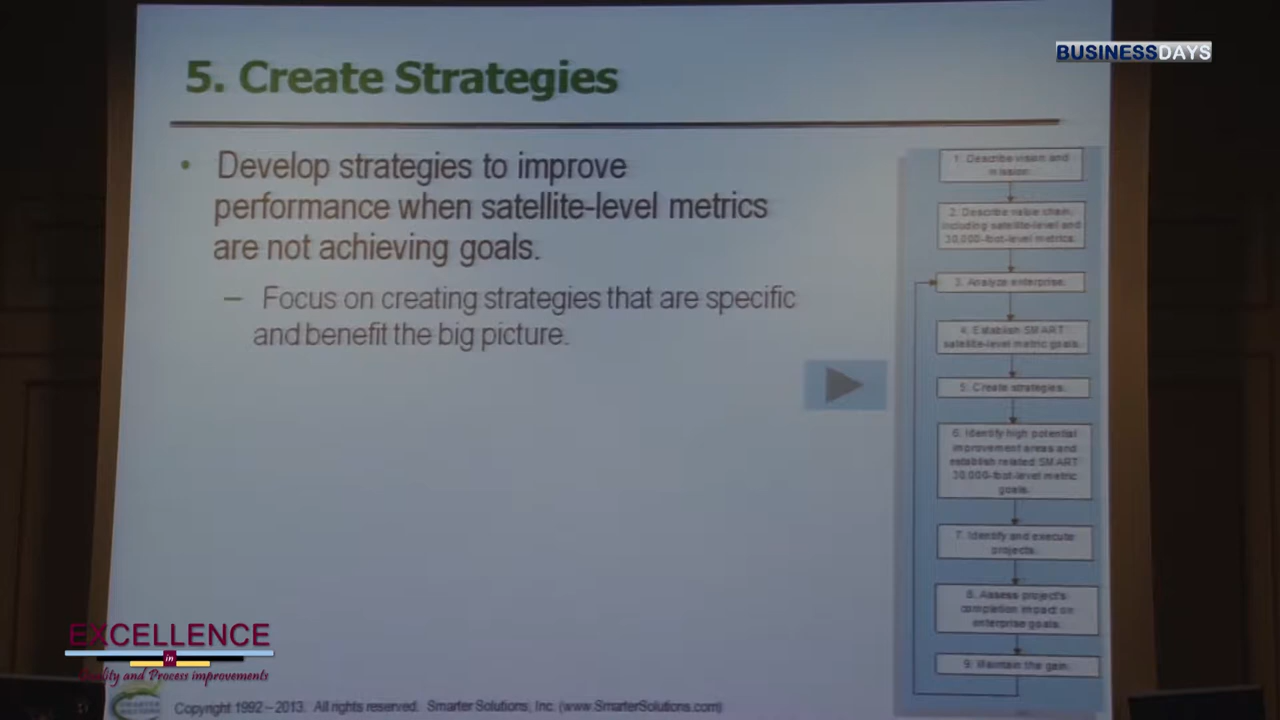 BUSINESSDAYS
5. Create Strategies
• Develop strategies to improve
performance when satellite-level metrics
are not achieving goals.
– Focus on creating strategies that are specific
and benefit the big picture.
1. Describe vision and
mission.
2. Describe value chain,
including satellite-level and
30,000-foot-level metrics.
3. Analyze enterprise.
4. Establish SMART
satellite-level metric goals.
5. Create strategies.
6. Identify high potential
improvement areas and
establish related SMART
30,000-foot-level metric
goals.
7. Identify and execute
projects.
8. Assess project's
completion impact on
enterprise goals.
9. Maintain the gain.
EXCELLENCE
in
Quality and Process improvements
SMARTER
SOLUTIONS
Copyright 1992 – 2013. All rights reserved. Smarter Solutions, Inc. (www.SmarterSolutions.com)